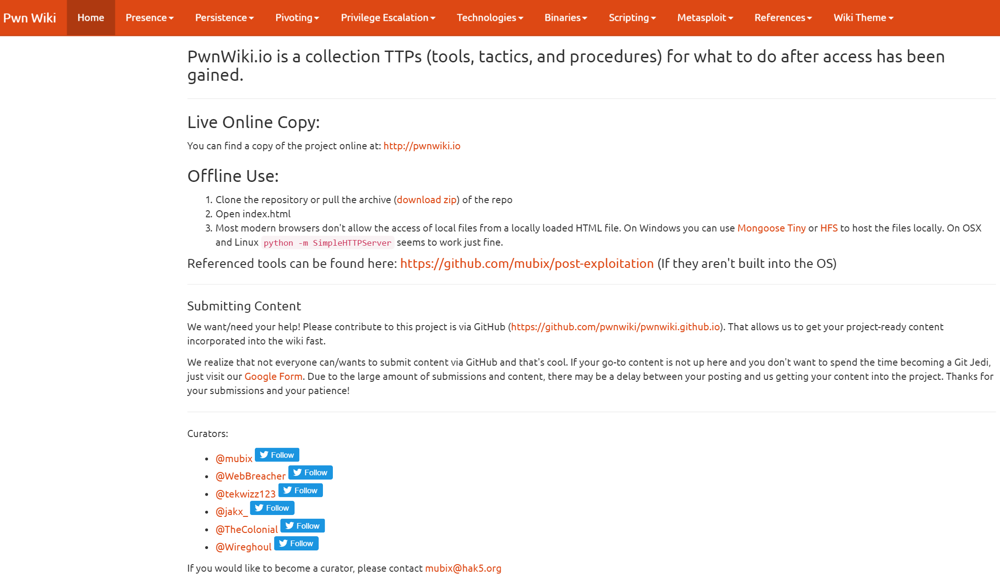 Pwn Wiki Home Presence Persistence Pivoting Privilege Escalation Technologies Binaries Scripting Metasploit References Wiki Theme
PwnWiki.io is a collection TTPs (tools, tactics, and procedures) for what to do after access has been
gained.
Live Online Copy:
You can find a copy of the project online at: http://pwnwiki.io
Offline Use:
1. Clone the repository or pull the archive (download zip) of the repo
2. Open index.html
3. Most modern browsers don't allow the access of local files from a locally loaded HTML file. On Windows you can use Mongoose Tiny or HFS to host the files locally. On OSX
and Linux python -m SimpleHTTPServer seems to work just fine.
Referenced tools can be found here: https://github.com/mubix/post-exploitation (If they aren't built into the OS)
Submitting Content
We want/need your help! Please contribute to this project is via GitHub (https://github.com/pwnwiki/pwnwiki.github.io). That allows us to get your project-ready content
incorporated into the wiki fast.
We realize that not everyone can/wants to submit content via GitHub and that's cool. If your go-to content is not up here and you don't want to spend the time becoming a Git Jedi,
just visit our Google Form. Due to the large amount of submissions and content, there may be a delay between your posting and us getting your content into the project. Thanks for
your submissions and your patience!
Curators:
• @mubix Follow
• @WebBreacher Follow
• @tekwizz123 Follow
• @jakx_ Follow
• @TheColonial Follow
• @Wireghoul Follow
If you would like to become a curator, please contact mubix@hak5.org